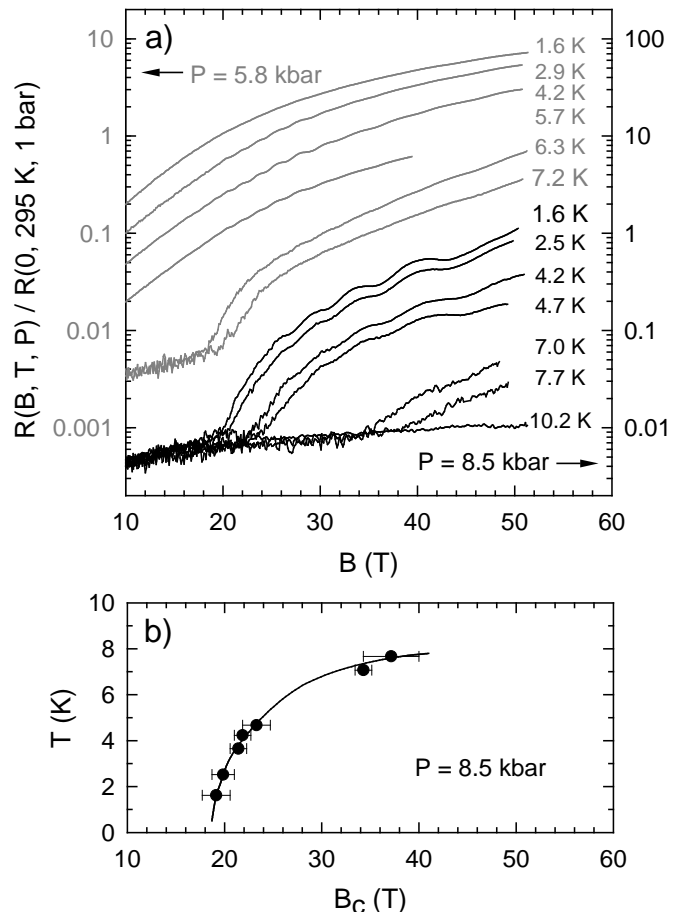 a)
P = 5.8 kbar
1.6 K
2.9 K
4.2 K
5.7 K
6.3 K
7.2 K
1.6 K
2.5 K
4.2 K
4.7 K
7.0 K
7.7 K
10.2 K
P = 8.5 kbar
10
1
0.1
0.01
0.001
100
10
1
0.1
0.01
R(B, T, P) / R(0, 295 K, 1 bar)
10 20 30 40 50 60
B (T)
b)
10
8
6
4
2
0
T (K)
P = 8.5 kbar
10 20 30 40 50 60
B_C (T)